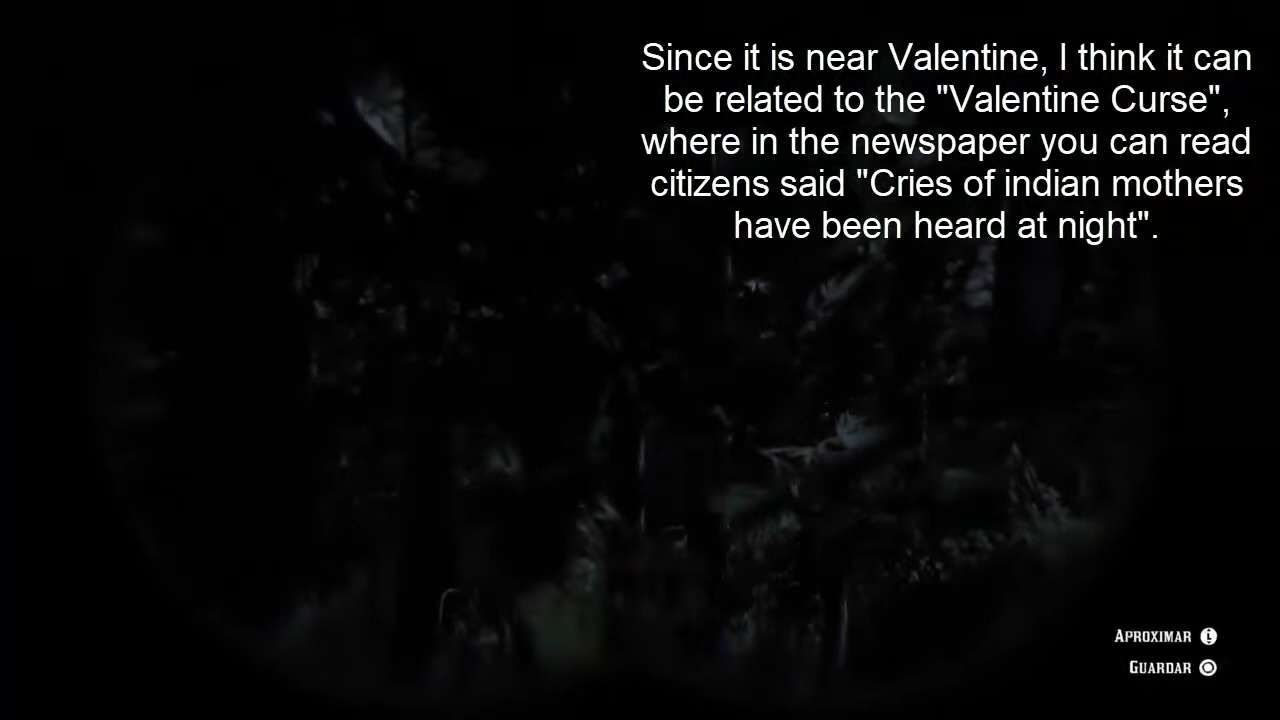 Since it is near Valentine, I think it can
be related to the "Valentine Curse",
where in the newspaper you can read
citizens said "Cries of indian mothers
have been heard at night".
APROXIMAR
GUARDAR